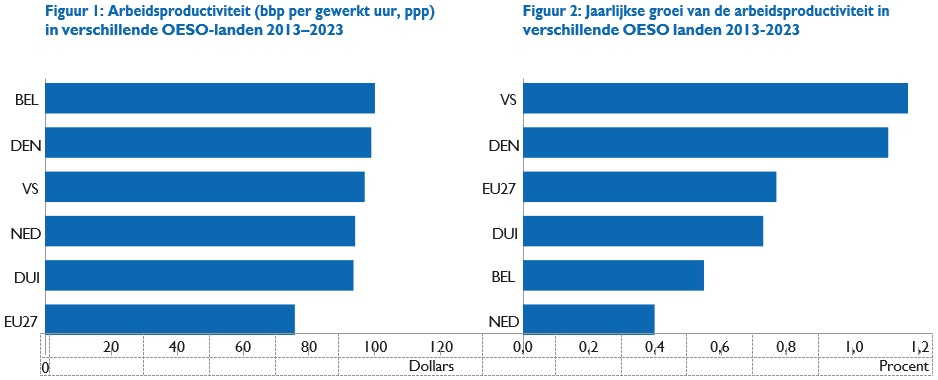 Figuur 1: Arbeidsproductiviteit (bbp per gewerkt uur, ppp)
in verschillende OESO-landen 2013–2023
BEL
DEN
VS
NED
DUI
EU27
0 20 40 60 80 100 120
Dollars
Figuur 2: Jaarlijkse groei van de arbeidsproductiviteit in
verschillende OESO landen 2013-2023
VS
DEN
EU27
DUI
BEL
NED
0,0 0,2 0,4 0,6 0,8 1,0 1,2
Procent